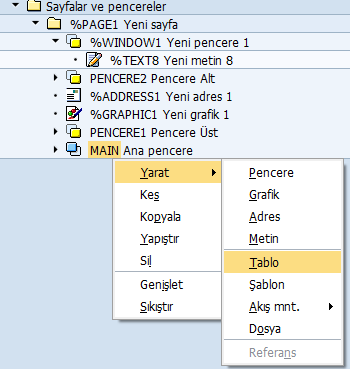 Sayfalar ve pencereler
%PAGE1 Yeni sayfa
%WINDOW1 Yeni pencere 1
%TEXT8 Yeni metin 8
PENCERE2 Pencere Alt
%ADDRESS1 Yeni adres 1
%GRAPHIC1 Yeni grafik 1
PENCERE1 Pencere Üst
MAIN Ana pencere
Yarat
Kes
Kopyala
Yapıştır
Sil
Genişlet
Sıkıştır
Pencere
Grafik
Adres
Metin
Tablo
Şablon
Akış mnt.
Dosya
Referans